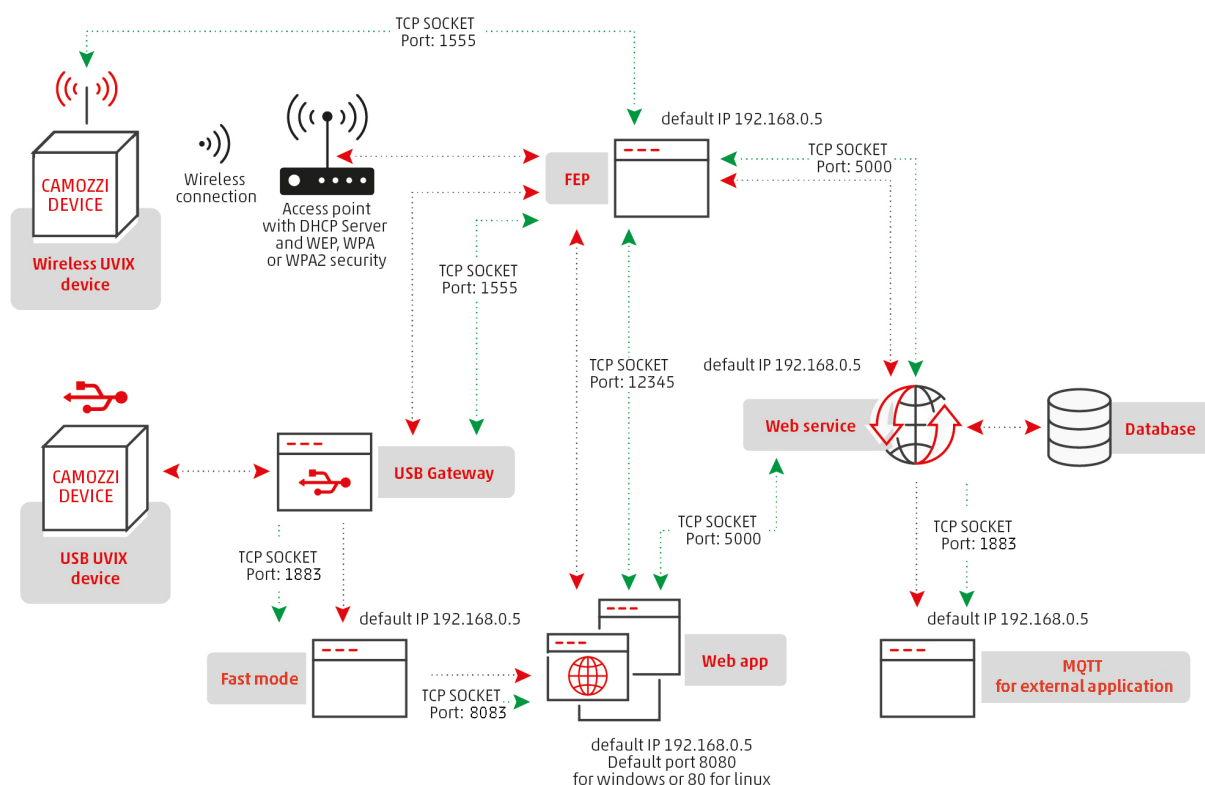 TCP SOCKET
Port: 1555
default IP 192.168.0.5
TCP SOCKET
Port: 5000
CAMOZZI
DEVICE
Wireless
connection
FEP
Access point
with DHCP Server
and WEP, WPA
or WPA2 security
Wireless UVIX
device
TCP SOCKET
Port: 1555
TCP SOCKET
Port: 12345
default IP 192.168.0.5
Web service
Database
CAMOZZI
DEVICE
USB Gateway
USB UVIX
device
TCP SOCKET
Port: 1883
TCP SOCKET
Port: 5000
TCP SOCKET
Port: 1883
default IP 192.168.0.5
default IP 192.168.0.5
Fast mode
Web app
MQTT
for external application
TCP SOCKET
Port: 8083
default IP 192.168.0.5
Default port 8080
for windows or 80 for linux